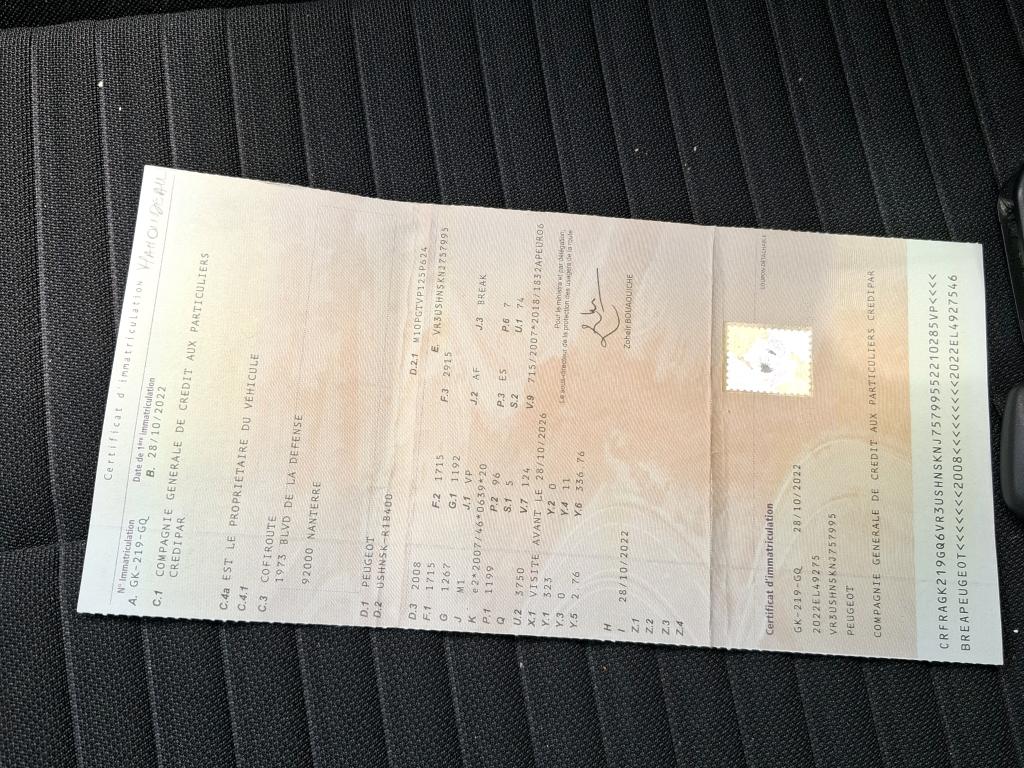 Certificat d'immatriculation
N° Immatriculation Date de 1ère immatriculation
A. GK-219-GQ B. 28/10/2022
C.1 COMPAGNIE GENERALE DE CREDIT AUX PARTICULIERS
CREDIPAR
C.4a EST LE PROPRIETAIRE DU VEHICULE
C.4.1
C.3 COFIROUTE
1973 BLVD DE LA DEFENSE
92000 NANTERRE
D.1 PEUGEOT
D.2 USHNSK-R1B400 D.2.1 M10PGTVP125P624
D.3 2008 E. VR3USHNSKNJ757995
F.1 1715 F.2 1715 F.3 2915
G 1267 G.1 1192
J M1 J.1 VP J.2 AF J.3 BREAK
K e2*2007/46*0639*20
P.1 1199 P.2 96 P.3 ES P.6 7
Q S.1 5 S.2 U.1 74
U.2 3750 V.7 124 V.9 715/2007*2018/1832APEURO6
X.1 VISITE AVANT LE 28/10/2026
Y.1 323 Y.2 0
Y.3 0 Y.4 11
Y.5 2.76 Y.6 336.76
Pour le ministre et par délégation,
Le sous-directeur de la protection des usagers de la route
H
I 28/10/2022
Z.1
Z.2
Z.3
Z.4
Zoheir BOUAOUICHE
COUPON DÉTACHABLE
Certificat d'immatriculation
GK-219-GQ 28/10/2022
2022EL49275
VR3USHNSKNJ757995
PEUGEOT
COMPAGNIE GENERALE DE CREDIT AUX PARTICULIERS CREDIPAR
CRFRAGK219GQ6VR3USHNSKNJ75799552210285VP<<<<
BREAPEUGEOT<<<<<<<2008<<<<<<<<<<2022EL4927546